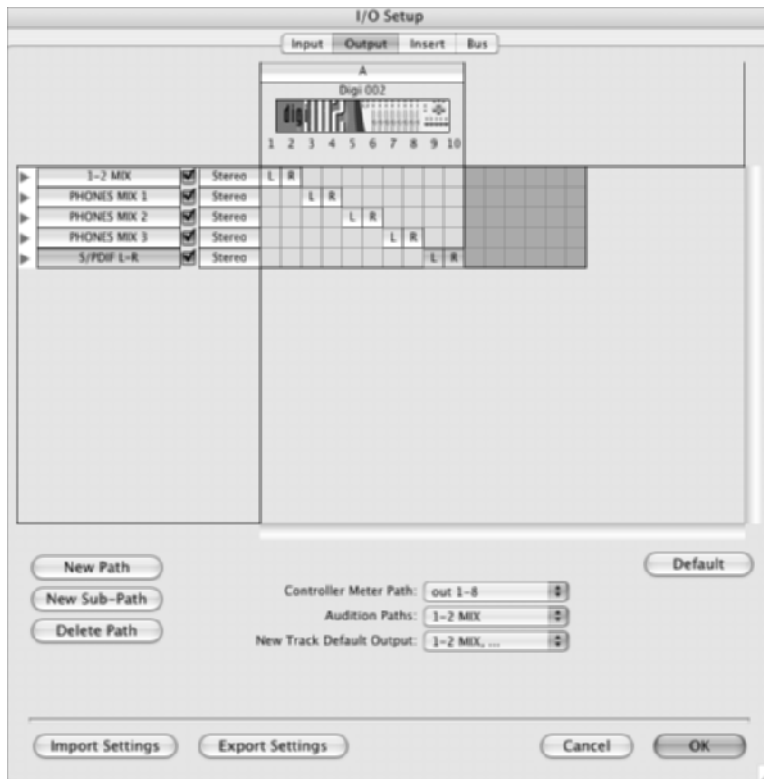 I/O Setup
Input Output Insert Bus
A
Digi 002
digi
1 2 3 4 5 6 7 8 9 10
1-2 MIX Stereo L R
PHONES MIX 1 Stereo L R
PHONES MIX 2 Stereo L R
PHONES MIX 3 Stereo L R
S/PDIF L-R Stereo L R
New Path
New Sub-Path
Delete Path
Default
Controller Meter Path: out 1-8
Audition Paths: 1-2 MIX
New Track Default Output: 1-2 MIX, ...
Import Settings Export Settings Cancel OK